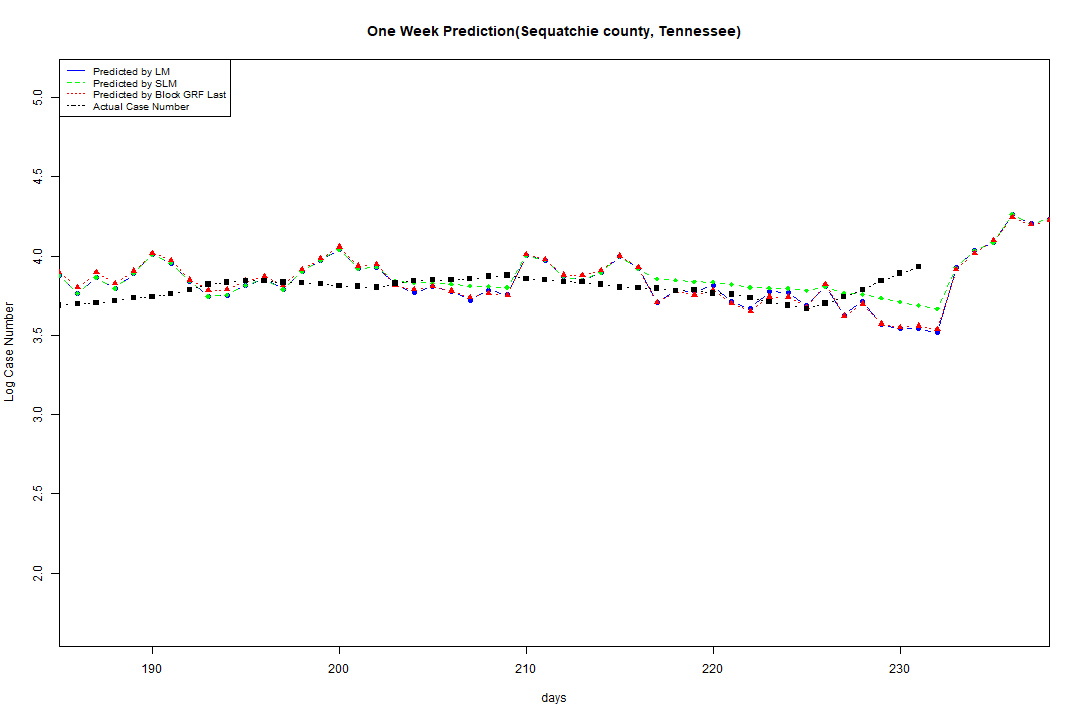 One Week Prediction(Sequatchie county, Tennessee)
Predicted by LM
Predicted by SLM
Predicted by Block GRF Last
Actual Case Number
5.0
4.5
4.0
3.5
3.0
2.5
2.0
Log Case Number
190 200 210 220 230
days